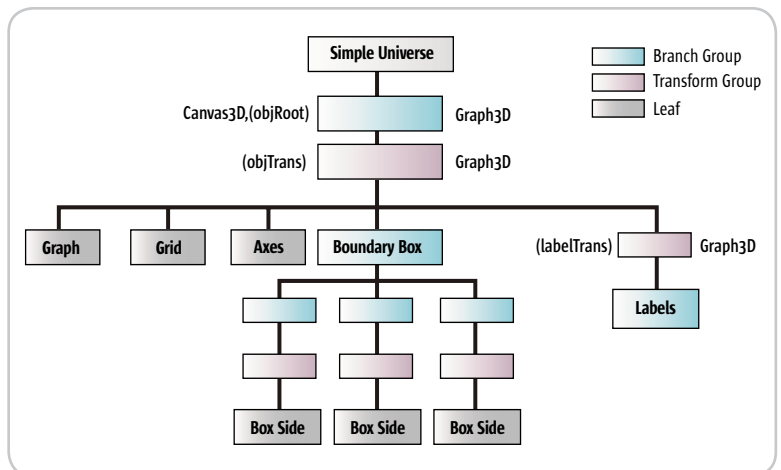 Simple Universe
Branch Group
Transform Group
Leaf
Canvas3D,(objRoot)
Graph3D
(objTrans)
Graph3D
Graph
Grid
Axes
Boundary Box
(labelTrans)
Graph3D
Labels
Box Side
Box Side
Box Side